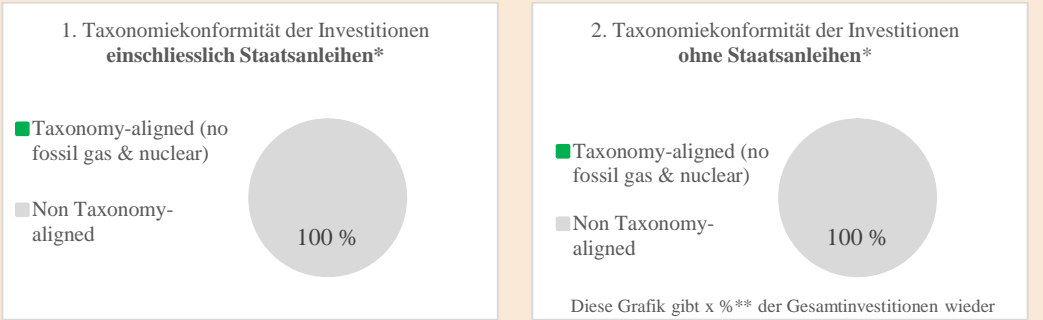 1. Taxonomiekonformität der Investitionen
einschliesslich Staatsanleihen*
Taxonomy-aligned (no
fossil gas & nuclear)
Non Taxonomy-
aligned
100 %
2. Taxonomiekonformität der Investitionen
ohne Staatsanleihen*
Taxonomy-aligned (no
fossil gas & nuclear)
Non Taxonomy-
aligned
100 %
Diese Grafik gibt x %** der Gesamtinvestitionen wieder